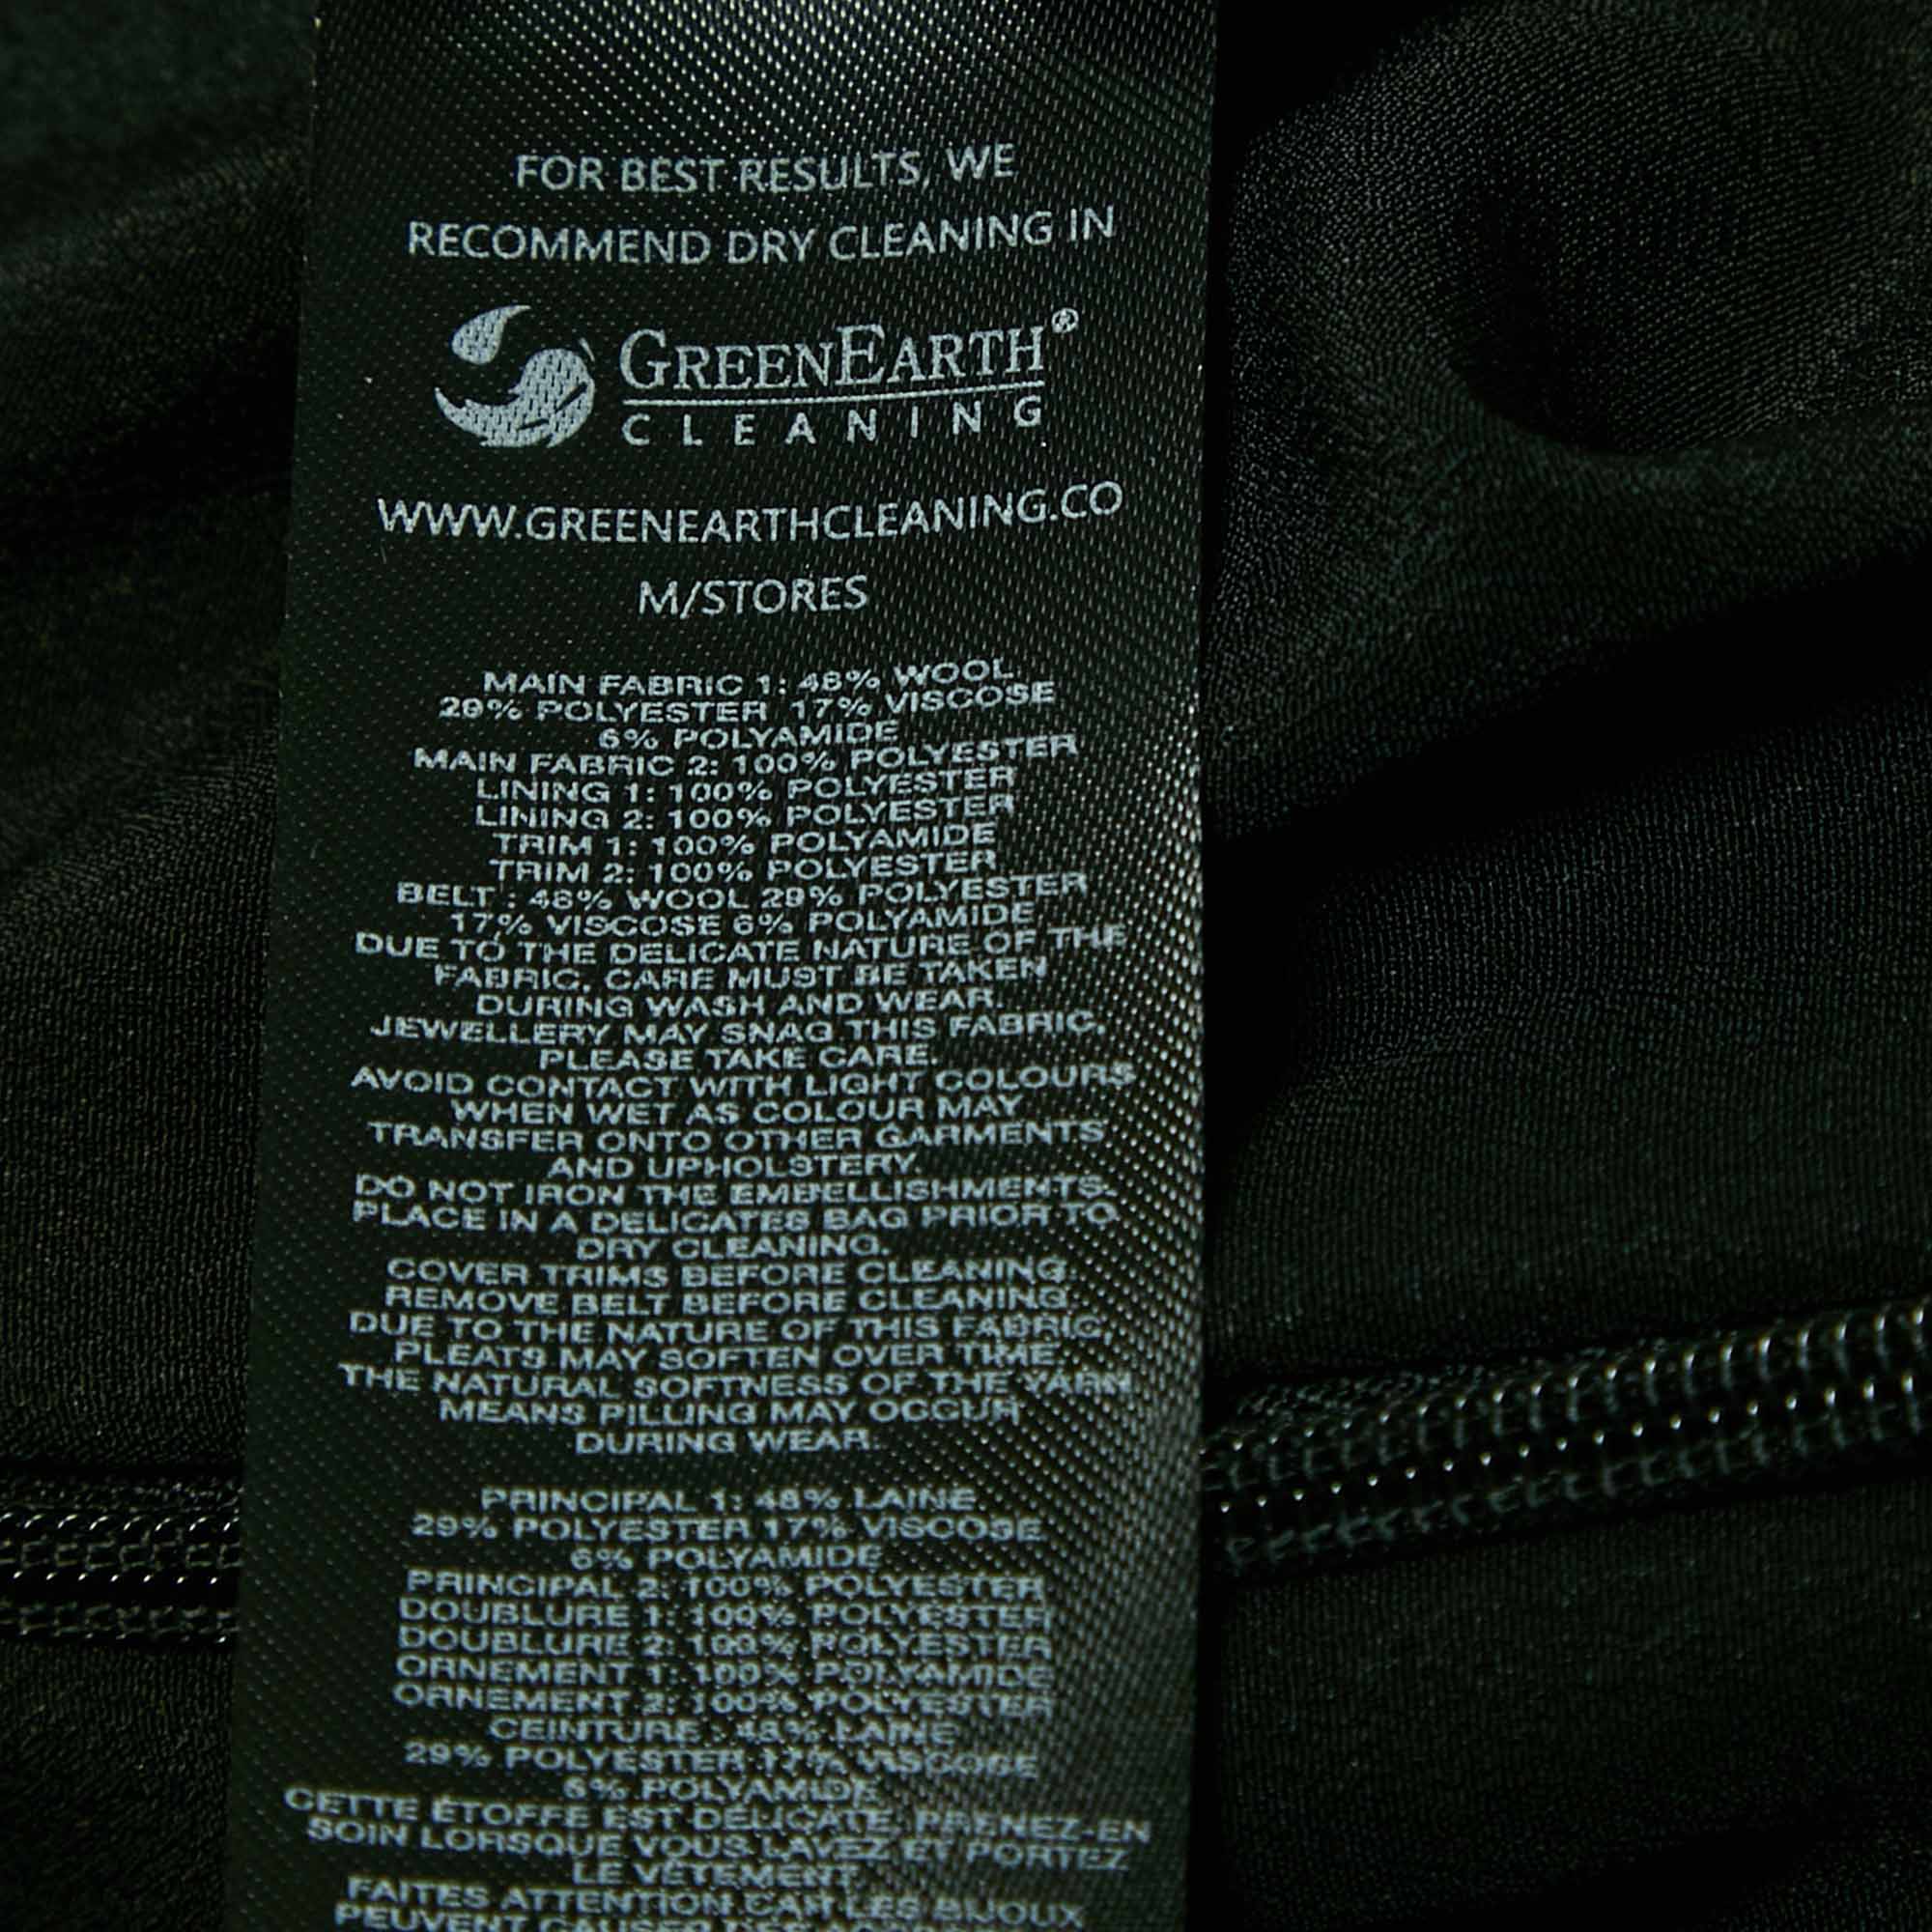 FOR BEST RESULTS, WE
RECOMMEND DRY CLEANING IN
GREENEARTH®
CLEANING
WWW.GREENEARTHCLEANING.CO
M/STORES
MAIN FABRIC 1: 48% WOOL
29% POLYESTER 17% VISCOSE
6% POLYAMIDE
MAIN FABRIC 2: 100% POLYESTER
LINING 1: 100% POLYESTER
LINING 2: 100% POLYESTER
TRIM 1: 100% POLYAMIDE
TRIM 2: 100% POLYESTER
BELT : 48% WOOL 29% POLYESTER
17% VISCOSE 6% POLYAMIDE
DUE TO THE DELICATE NATURE OF THE
FABRIC, CARE MUST BE TAKEN
DURING WASH AND WEAR.
JEWELLERY MAY SNAG THIS FABRIC,
PLEASE TAKE CARE.
AVOID CONTACT WITH LIGHT COLOURS
WHEN WET AS COLOUR MAY
TRANSFER ONTO OTHER GARMENTS
AND UPHOLSTERY.
DO NOT IRON THE EMBELLISHMENTS.
PLACE IN A DELICATES BAG PRIOR TO
DRY CLEANING.
COVER TRIMS BEFORE CLEANING.
REMOVE BELT BEFORE CLEANING.
DUE TO THE NATURE OF THIS FABRIC,
PLEATS MAY SOFTEN OVER TIME.
THE NATURAL SOFTNESS OF THE YARN
MEANS PILLING MAY OCCUR
DURING WEAR.
PRINCIPAL 1: 48% LAINE
29% POLYESTER 17% VISCOSE
6% POLYAMIDE
PRINCIPAL 2: 100% POLYESTER
DOUBLURE 1: 100% POLYESTER
DOUBLURE 2: 100% POLYESTER
ORNEMENT 1: 100% POLYAMIDE
ORNEMENT 2: 100% POLYESTER
CEINTURE : 48% LAINE
29% POLYESTER 17% VISCOSE
6% POLYAMIDE
CETTE ÉTOFFE EST DÉLICATE, PRENEZ-EN
SOIN LORSQUE VOUS LAVEZ ET PORTEZ
LE VÊTEMENT
FAITES ATTENTION CAR LES BIJOUX
PEUVENT CAUSER DES